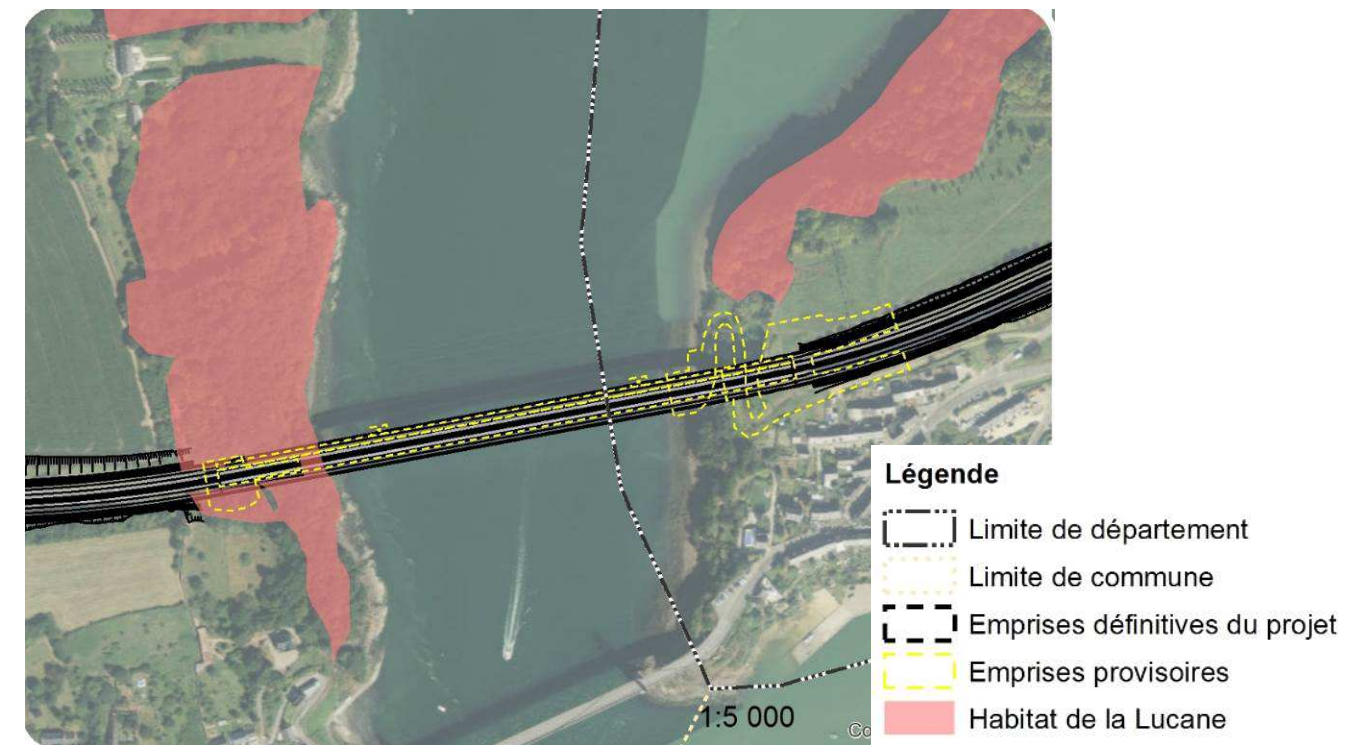 Légende
Limite de département
Limite de commune
Emprises définitives du projet
Emprises provisoires
Habitat de la Lucane
1:5 000